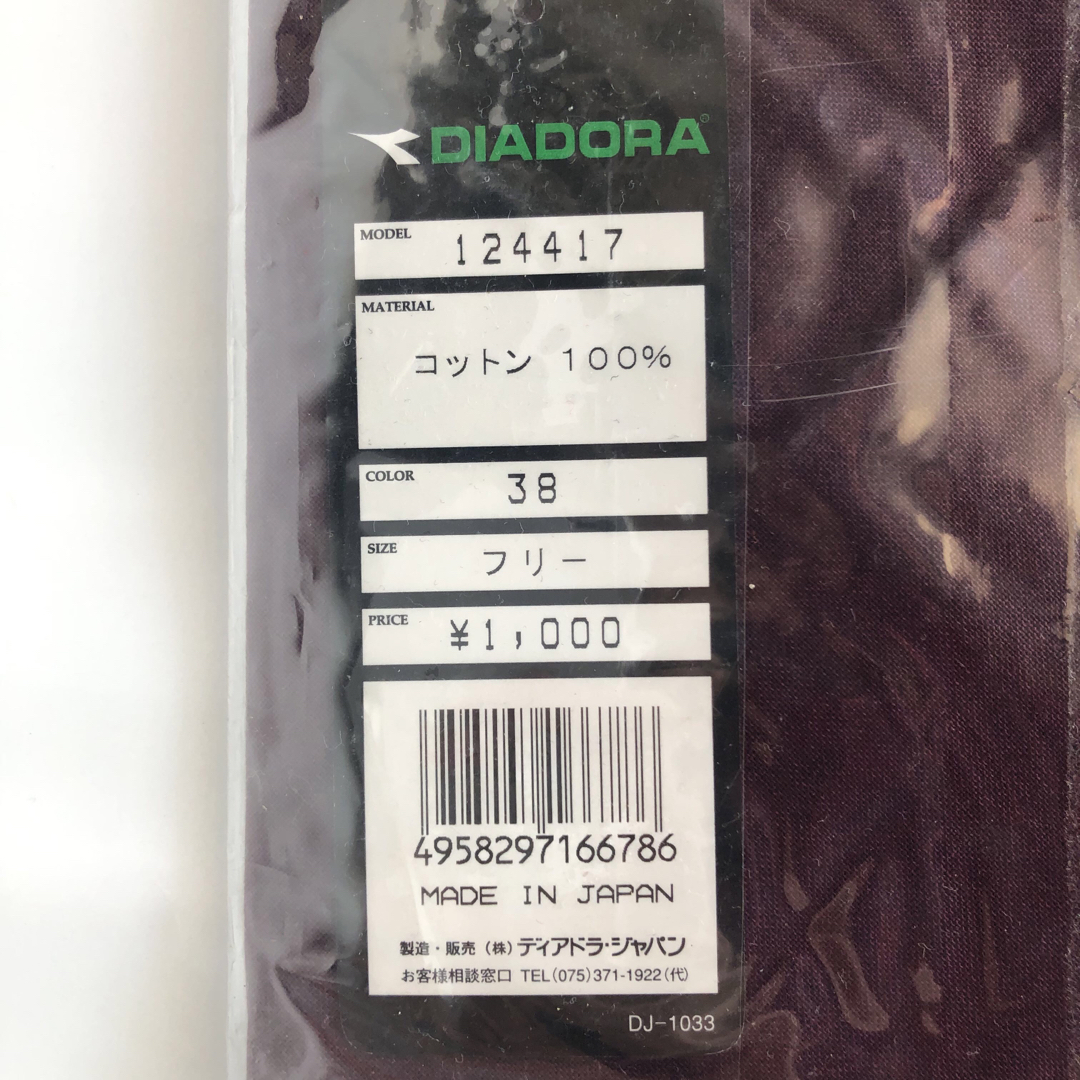 DIADORA®
MODEL 124417
MATERIAL
コットン 100%
COLOR 38
SIZE フリー
PRICE ¥1,000
4958297166786
MADE IN JAPAN
製造・販売 (株) ディアドラ・ジャパン
お客様相談窓口 TEL(075)371-1922(代)
DJ-1033